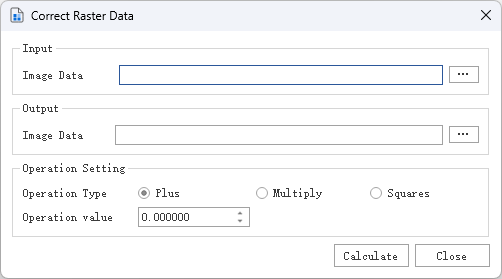 Correct Raster Data
Input
Image Data
...
Output
Image Data
...
Operation Setting
Operation Type Plus Multiply Squares
Operation value 0.000000
Calculate Close